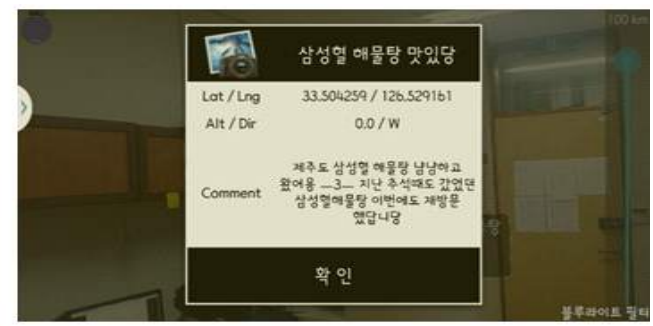 100 km
삼성혈 해물탕 맛있당
Lat / Lng 33.504259 / 126.529161
Alt / Dir 0.0 / W
Comment
제주도 삼성혈 해물탕 냠냠하고
왔어용 ㅡ3ㅡ 지난 추석때도 갔었던
삼성혈해물탕 이번에도 재방문
했답니당
탕
확인
블루라이트 필터